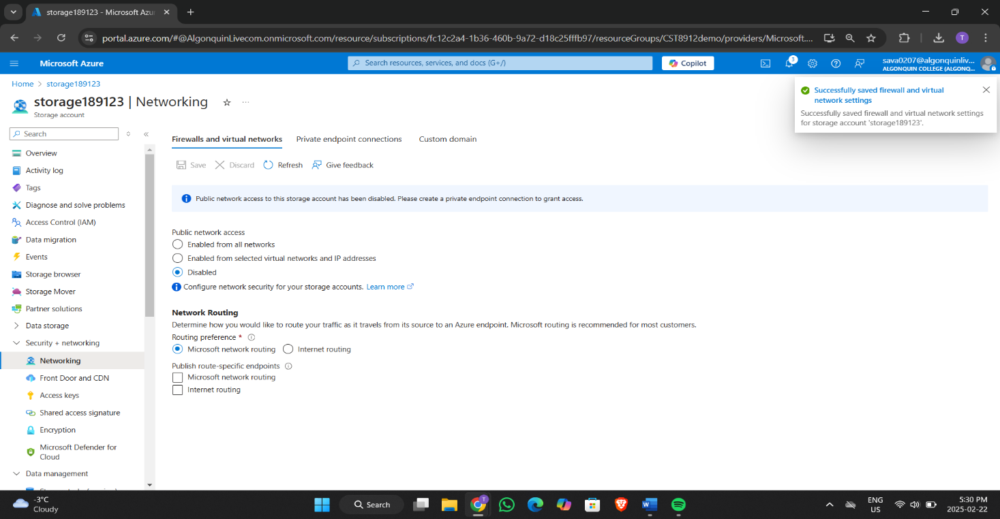 storage189123 - Microsoft Azu
portal.azure.com/#@AlgonquinLivecom.onmicrosoft.com/resource/subscriptions/fc12c2a4-1b36-460b-9a72-d18c25fffb97/resourceGroups/CST8912demo/providers/Microsoft....
T
Microsoft Azure
Search resources, services, and docs (G+/)
Copilot
3
sava0207@algonquinliv...
ALGONQUIN COLLEGE (ALGONQ...
Home > storage189123
storage189123 | Networking
Storage account
Successfully saved firewall and virtual
network settings
Successfully saved firewall and virtual network settings
for storage account 'storage189123'.
Search
Overview
Activity log
Tags
Diagnose and solve problems
Access Control (IAM)
Data migration
Events
Storage browser
Storage Mover
Partner solutions
Data storage
Security + networking
Networking
Front Door and CDN
Access keys
Shared access signature
Encryption
Microsoft Defender for
Cloud
Data management
Firewalls and virtual networks
Private endpoint connections
Custom domain
Save
Discard
Refresh
Give feedback
Public network access to this storage account has been disabled. Please create a private endpoint connection to grant access.
Public network access
Enabled from all networks
Enabled from selected virtual networks and IP addresses
Disabled
Configure network security for your storage accounts. Learn more
Network Routing
Determine how you would like to route your traffic as it travels from its source to an Azure endpoint. Microsoft routing is recommended for most customers.
Routing preference *
Microsoft network routing
Internet routing
Publish route-specific endpoints
Microsoft network routing
Internet routing
-3°C
Cloudy
Search
T
ENG
US
5:30 PM
2025-02-22